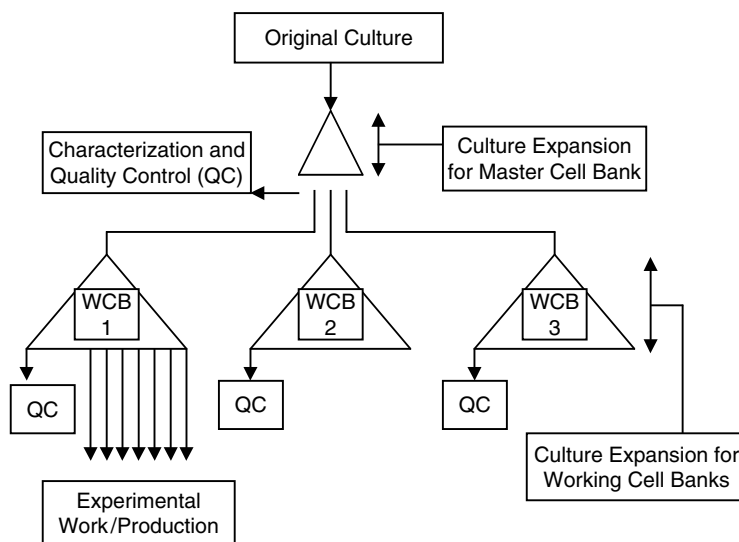 Original Culture
Characterization and
Quality Control (QC)
Culture Expansion
for Master Cell Bank
WCB
1
WCB
2
WCB
3
QC
QC
QC
Culture Expansion for
Working Cell Banks
Experimental
Work/Production